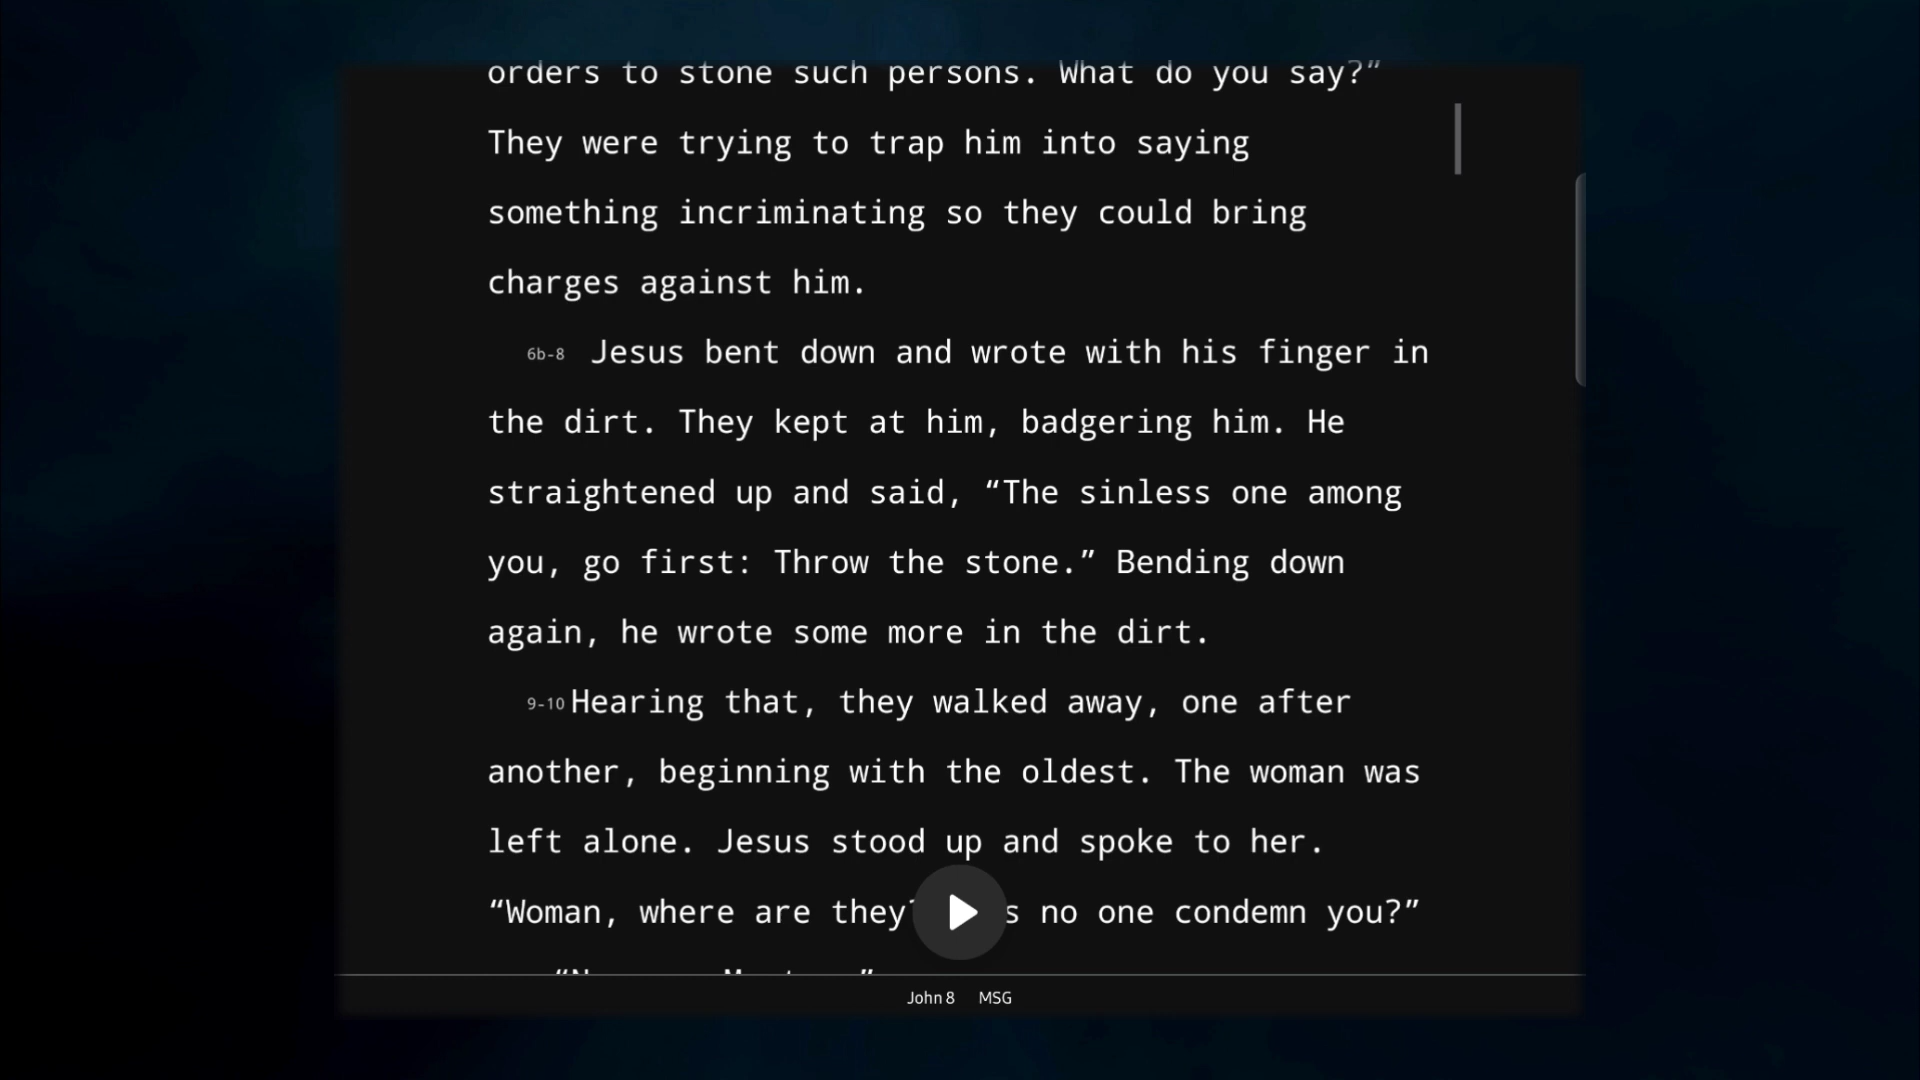 orders to stone such persons. What do you say?”
They were trying to trap him into saying
something incriminating so they could bring
charges against him.
6b-8 Jesus bent down and wrote with his finger in
the dirt. They kept at him, badgering him. He
straightened up and said, “The sinless one among
you, go first: Throw the stone.” Bending down
again, he wrote some more in the dirt.
9-10 Hearing that, they walked away, one after
another, beginning with the oldest. The woman was
left alone. Jesus stood up and spoke to her.
“Woman, where are they? no one condemn you?”
John 8 MSG